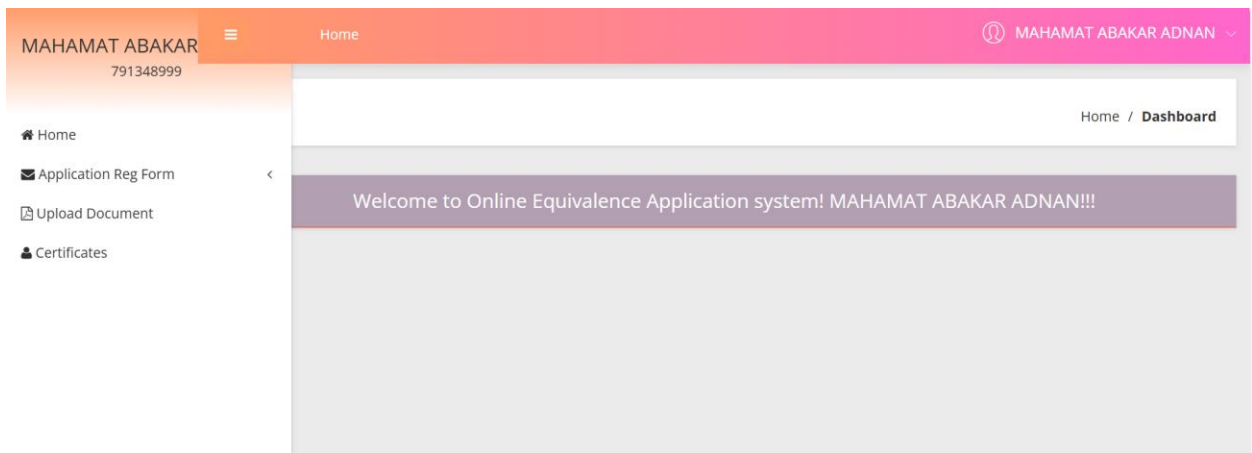 MAHAMAT ABAKAR
791348999
Home
MAHAMAT ABAKAR ADNAN
Home
Application Reg Form
Upload Document
Certificates
Home / Dashboard
Welcome to Online Equivalence Application system! MAHAMAT ABAKAR ADNAN!!!